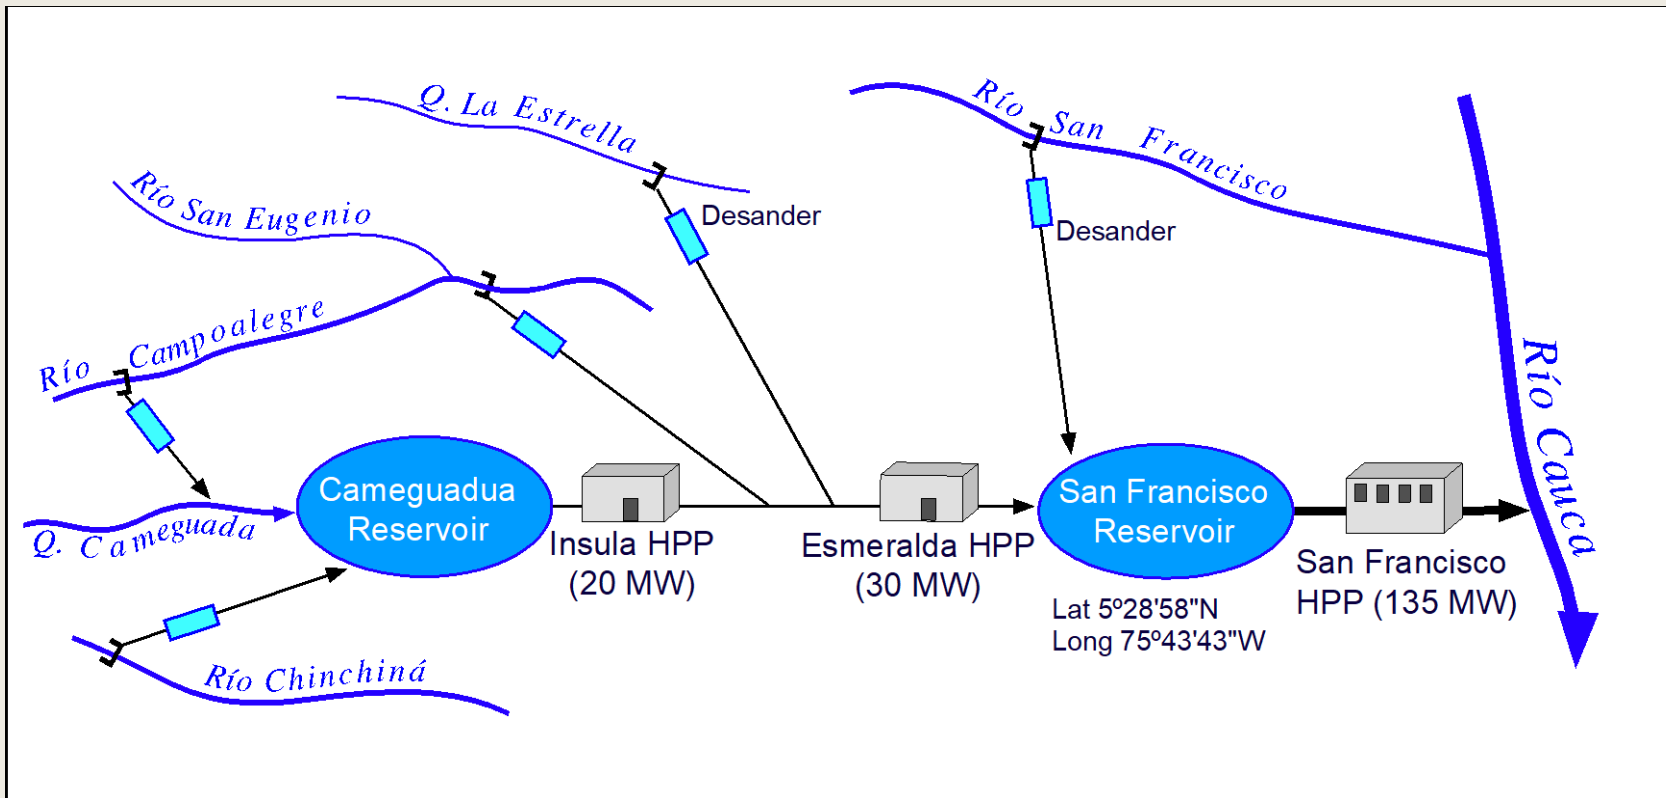 Q. La Estrella
Río San Francisco
Río San Eugenio
Desander
Desander
Río Campoalegre
Río Cauca
Cameguadua
Reservoir
San Francisco
Reservoir
Q. Cameguada
Insula HPP
(20 MW)
Esmeralda HPP
(30 MW)
San Francisco
HPP (135 MW)
Lat 5º28'58"N
Long 75º43'43"W
Río Chinchiná